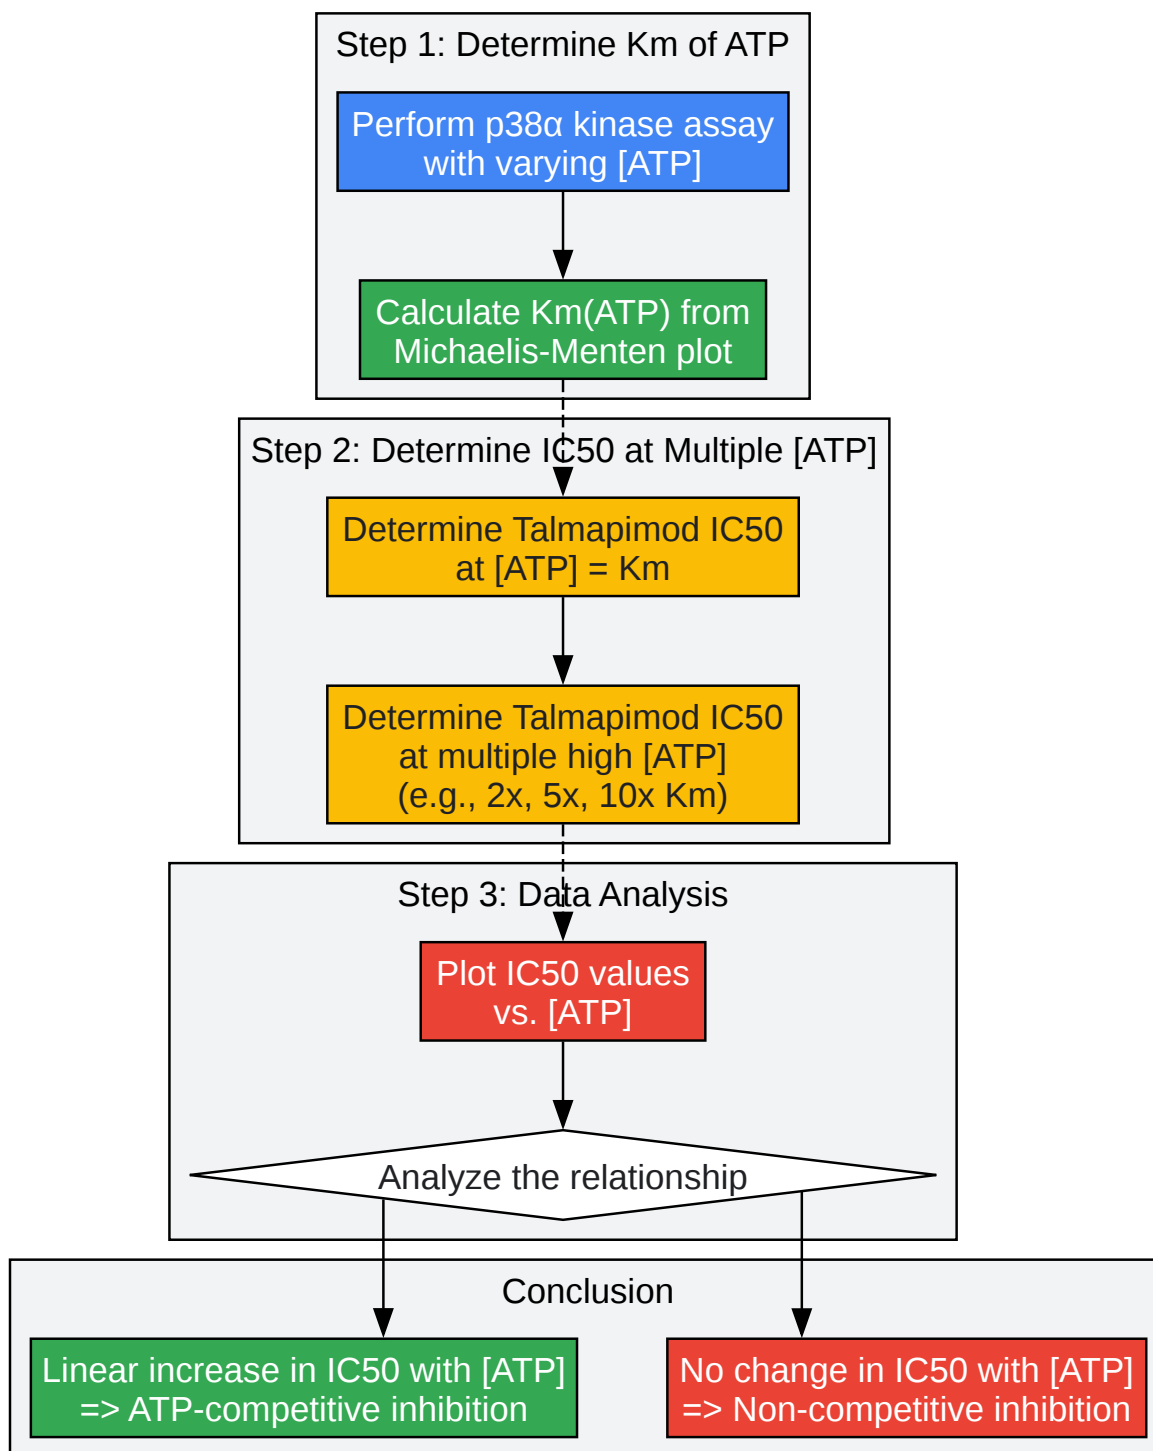 Step 1: Determine Km of ATP
Perform p38α kinase assay
with varying [ATP]
Calculate Km(ATP) from
Michaelis-Menten plot
Step 2: Determine IC50 at Multiple [ATP]
Determine Talmapimod IC50
at [ATP] = Km
Determine Talmapimod IC50
at multiple high [ATP]
(e.g., 2x, 5x, 10x Km)
Step 3: Data Analysis
Plot IC50 values
vs. [ATP]
Analyze the relationship
Conclusion
Linear increase in IC50 with [ATP]
=> ATP-competitive inhibition
No change in IC50 with [ATP]
=> Non-competitive inhibition